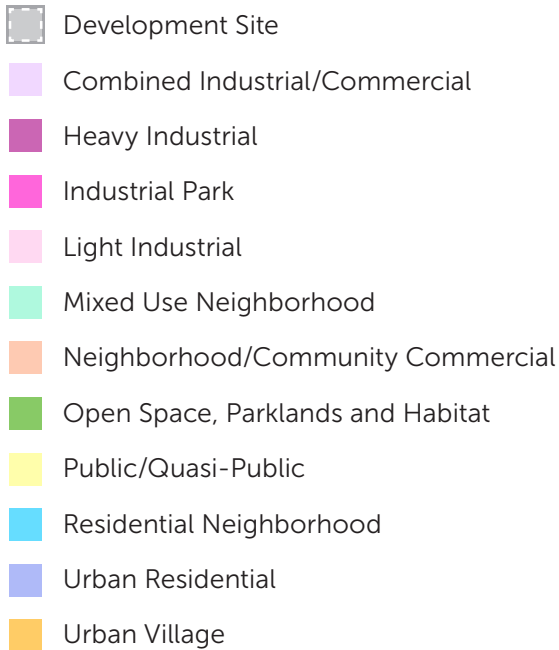 Development Site
Combined Industrial/Commercial
Heavy Industrial
Industrial Park
Light Industrial
Mixed Use Neighborhood
Neighborhood/Community Commercial
Open Space, Parklands and Habitat
Public/Quasi-Public
Residential Neighborhood
Urban Residential
Urban Village